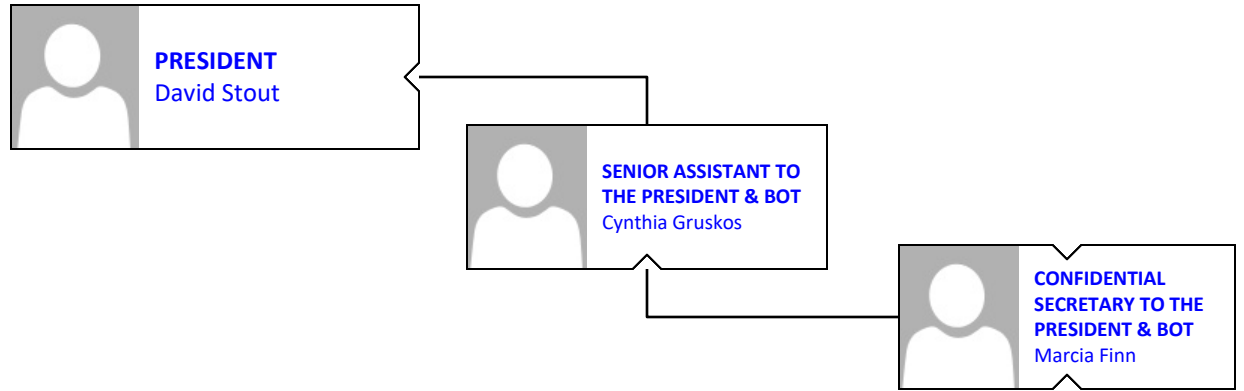 PRESIDENT
David Stout
SENIOR ASSISTANT TO
THE PRESIDENT & BOT
Cynthia Gruskos
CONFIDENTIAL
SECRETARY TO THE
PRESIDENT & BOT
Marcia Finn